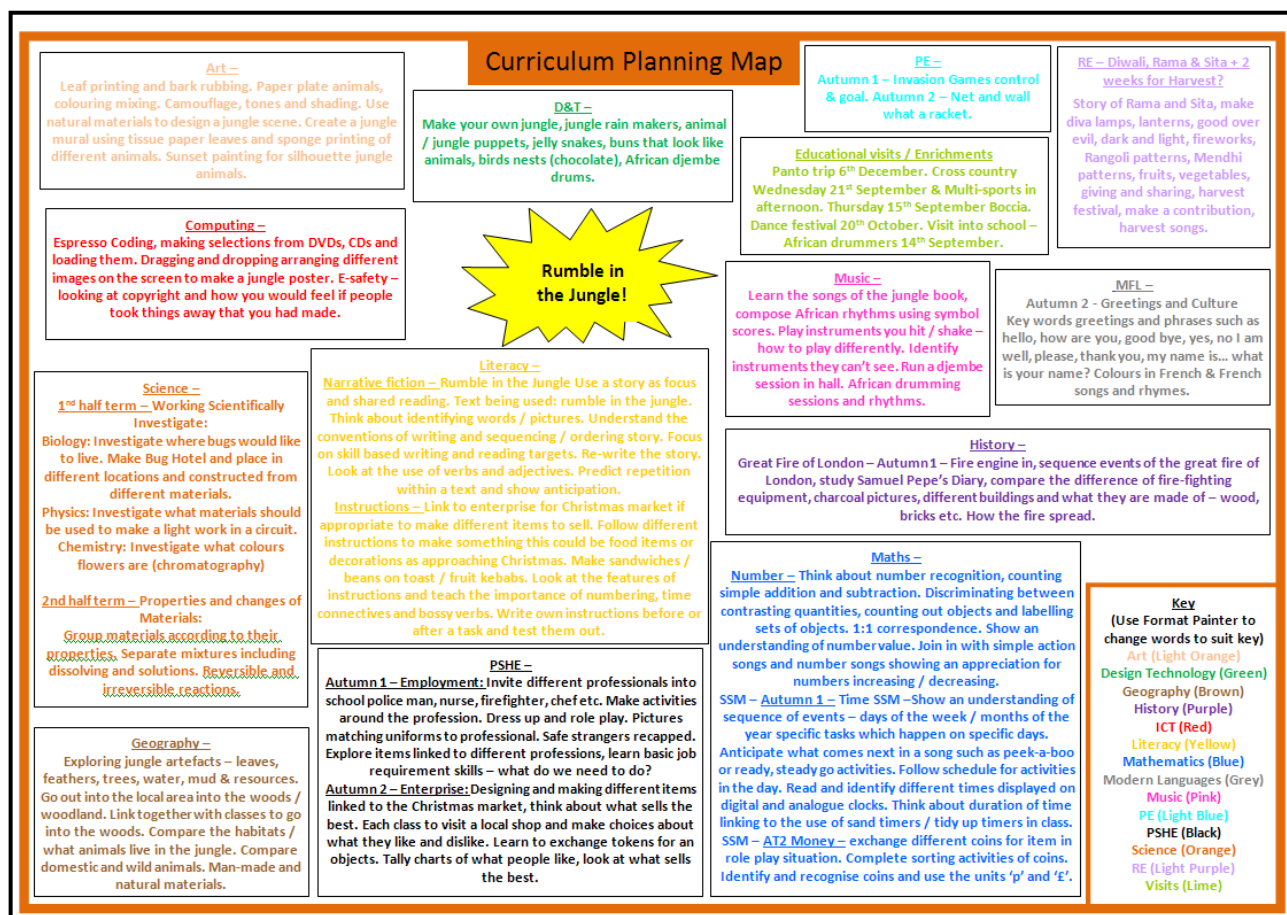 Curriculum Planning Map
Art –
Leaf printing and bark rubbing. Paper plate animals,
colouring mixing. Camouflage, tones and shading. Use
natural materials to design a jungle scene. Create a jungle
mural using tissue paper leaves and sponge printing of
different animals. Sunset painting for silhouette jungle
animals.
D&T –
Make your own jungle, jungle rain makers, animal
/ jungle puppets, jelly snakes, buns that look like
animals, birds nests (chocolate), African djembe
drums.
PE –
Autumn 1 – Invasion Games control
& goal. Autumn 2 – Net and wall
what a racket.
RE – Diwali, Rama & Sita + 2
weeks for Harvest?
Story of Rama and Sita, make
diva lamps, lanterns, good over
evil, dark and light, fireworks,
Rangoli patterns, Mendhi
patterns, fruits, vegetables,
giving and sharing, harvest
festival, make a contribution,
harvest songs.
Educational visits / Enrichments
Panto trip 6th December. Cross country
Wednesday 21st September & Multi-sports in
afternoon. Thursday 15th September Boccia.
Dance festival 20th October. Visit into school –
African drummers 14th September.
Computing –
Espresso Coding, making selections from DVDs, CDs and
loading them. Dragging and dropping arranging different
images on the screen to make a jungle poster. E-safety –
looking at copyright and how you would feel if people
took things away that you had made.
Rumble in
the Jungle!
Music –
Learn the songs of the jungle book,
compose African rhythms using symbol
scores. Play instruments you hit / shake –
how to play differently. Identify
instruments they can't see. Run a djembe
session in hall. African drumming
sessions and rhythms.
MFL –
Autumn 2 - Greetings and Culture
Key words greetings and phrases such as
hello, how are you, good bye, yes, no I am
well, please, thank you, my name is... what
is your name? Colours in French & French
songs and rhymes.
Science –
1nd half term – Working Scientifically
Investigate:
Biology: Investigate where bugs would like
to live. Make Bug Hotel and place in
different locations and constructed from
different materials.
Physics: Investigate what materials should
be used to make a light work in a circuit.
Chemistry: Investigate what colours
flowers are (chromatography)
2nd half term – Properties and changes of
Materials:
Group materials according to their
properties, Separate mixtures including
dissolving and solutions. Reversible and
irreversible reactions.
Literacy –
Narrative fiction – Rumble in the Jungle Use a story as focus
and shared reading. Text being used: rumble in the jungle.
Think about identifying words / pictures. Understand the
conventions of writing and sequencing / ordering story. Focus
on skill based writing and reading targets. Re-write the story.
Look at the use of verbs and adjectives. Predict repetition
within a text and show anticipation.
Instructions – Link to enterprise for Christmas market if
appropriate to make different items to sell. Follow different
instructions to make something this could be food items or
decorations as approaching Christmas. Make sandwiches /
beans on toast / fruit kebabs. Look at the features of
instructions and teach the importance of numbering, time
connectives and bossy verbs. Write own instructions before or
after a task and test them out.
History –
Great Fire of London – Autumn1 – Fire engine in, sequence events of the great fire of
London, study Samuel Pepe's Diary, compare the difference of fire-fighting
equipment, charcoal pictures, different buildings and what they are made of – wood,
bricks etc. How the fire spread.
Geography –
Exploring jungle artefacts – leaves,
feathers, trees, water, mud & resources.
Go out into the local area into the woods /
woodland. Link together with classes to go
into the woods. Compare the habitats /
what animals live in the jungle. Compare
domestic and wild animals. Man-made and
natural materials.
PSHE –
Autumn 1 – Employment: Invite different professionals into
school police man, nurse, firefighter, chef etc. Make activities
around the profession. Dress up and role play. Pictures
matching uniforms to professional. Safe strangers recapped.
Explore items linked to different professions, learn basic job
requirement skills – what do we need to do?
Autumn 2 – Enterprise: Designing and making different items
linked to the Christmas market, think about what sells the
best. Each class to visit a local shop and make choices about
what they like and dislike. Learn to exchange tokens for an
objects. Tally charts of what people like, look at what sells
the best.
Maths –
Number – Think about number recognition, counting
simple addition and subtraction. Discriminating between
contrasting quantities, counting out objects and labelling
sets of objects. 1:1 correspondence. Show an
understanding of number value. Join in with simple action
songs and number songs showing an appreciation for
numbers increasing / decreasing.
SSM – Autumn 1 – Time SSM –Show an understanding of
sequence of events – days of the week / months of the
year specific tasks which happen on specific days.
Anticipate what comes next in a song such as peek-a-boo
or ready, steady go activities. Follow schedule for activities
in the day. Read and identify different times displayed on
digital and analogue clocks. Think about duration of time
linking to the use of sand timers / tidy up timers in class.
SSM – AT2 Money – exchange different coins for item in
role play situation. Complete sorting activities of coins.
Identify and recognise coins and use the units 'p' and '£'.
Key
(Use Format Painter to
change words to suit key)
Art (Light Orange)
Design Technology (Green)
Geography (Brown)
History (Purple)
ICT (Red)
Literacy (Yellow)
Mathematics (Blue)
Modern Languages (Grey)
Music (Pink)
PE (Light Blue)
PSHE (Black)
Science (Orange)
RE (Light Purple)
Visits (Lime)